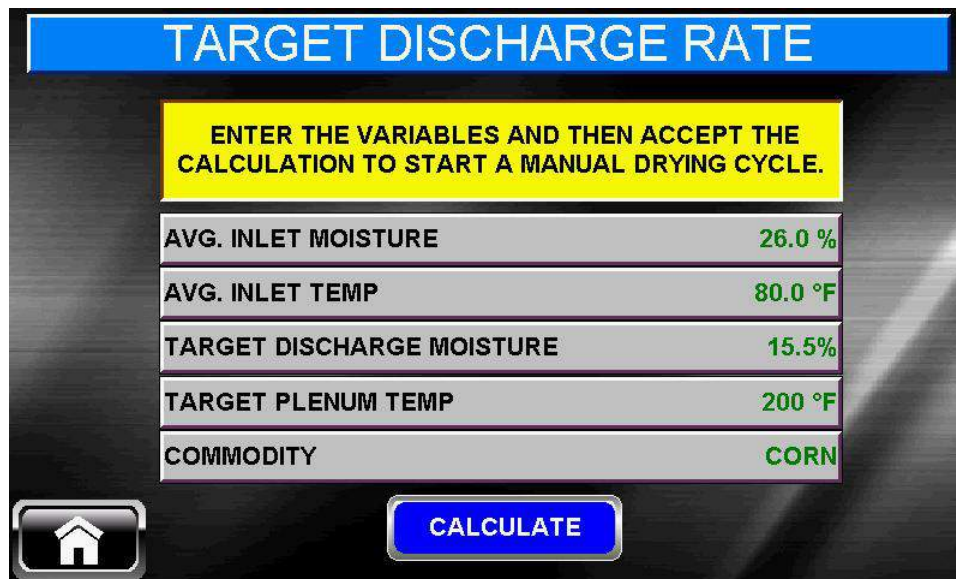 TARGET DISCHARGE RATE
ENTER THE VARIABLES AND THEN ACCEPT THE
CALCULATION TO START A MANUAL DRYING CYCLE.
AVG. INLET MOISTURE 26.0 %
AVG. INLET TEMP 80.0 °F
TARGET DISCHARGE MOISTURE 15.5%
TARGET PLENUM TEMP 200 °F
COMMODITY CORN
CALCULATE